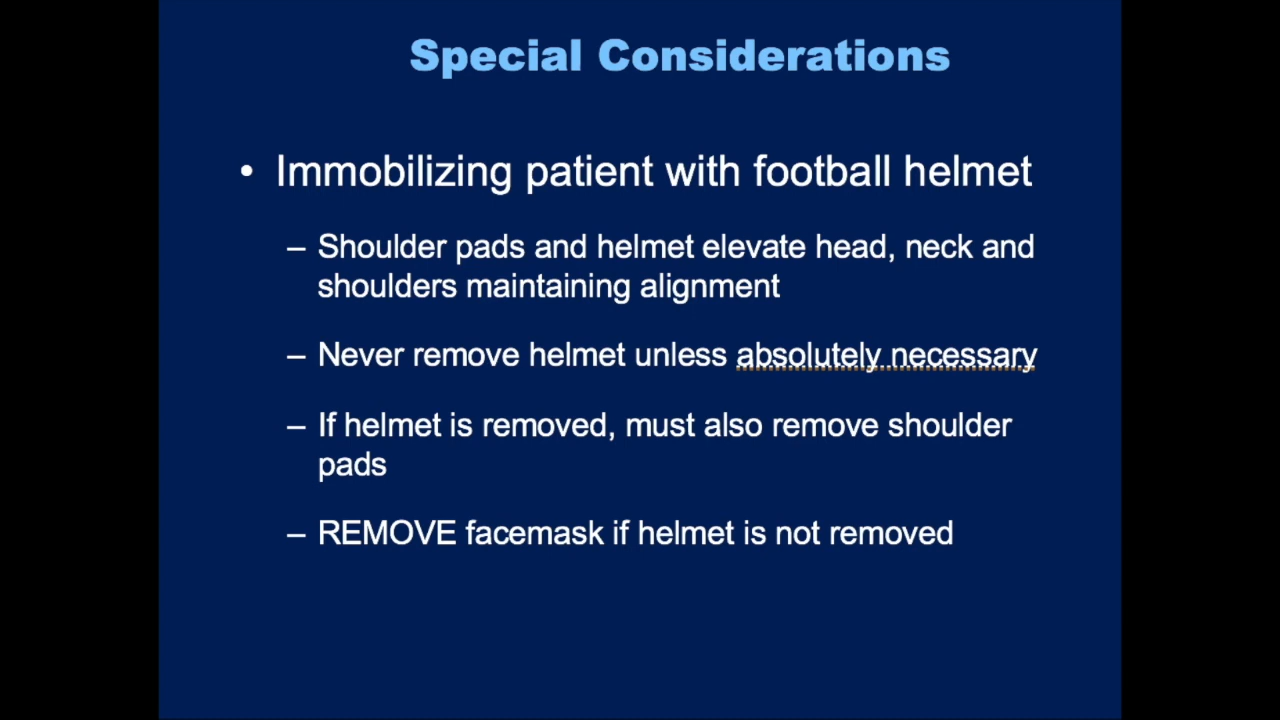 Special Considerations
• Immobilizing patient with football helmet
– Shoulder pads and helmet elevate head, neck and
shoulders maintaining alignment
– Never remove helmet unless absolutely necessary
– If helmet is removed, must also remove shoulder
pads
– REMOVE facemask if helmet is not removed